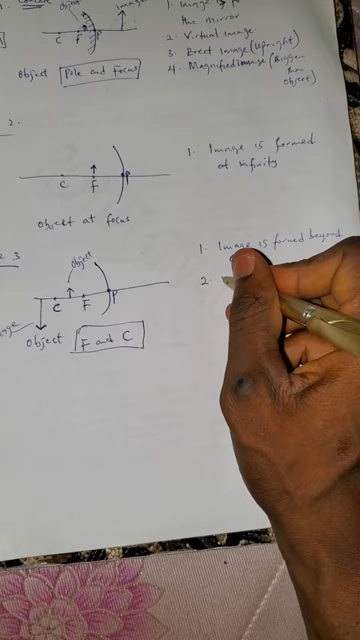 1. Concave
object
image
C F P
Object Pole and Focus
1. Image is
the mirror
2. Virtual Image
3. Erect Image (Upright)
4. Magnified image (Bigger
than
object)
2.
C F P
Object at focus
1. Image is formed
at infinity
3
object
C F P
Object F and C
1. Image is formed beyond
2.